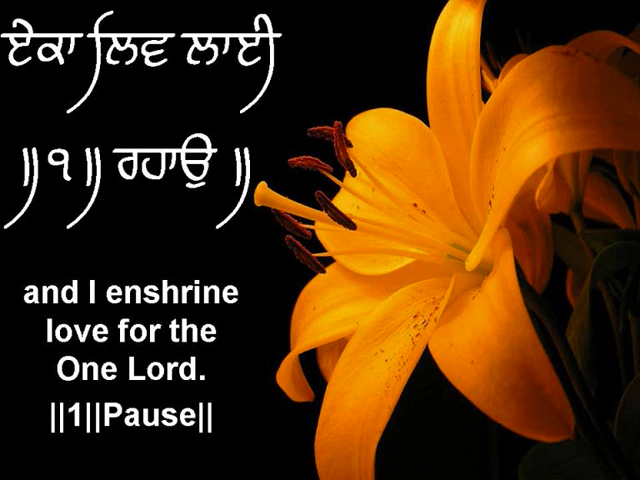 ਏਕਾ ਲਿਵ ਲਾਈ
॥੧॥ ਰਹਾਉ ॥
and I enshrine
love for the
One Lord.
||1||Pause||